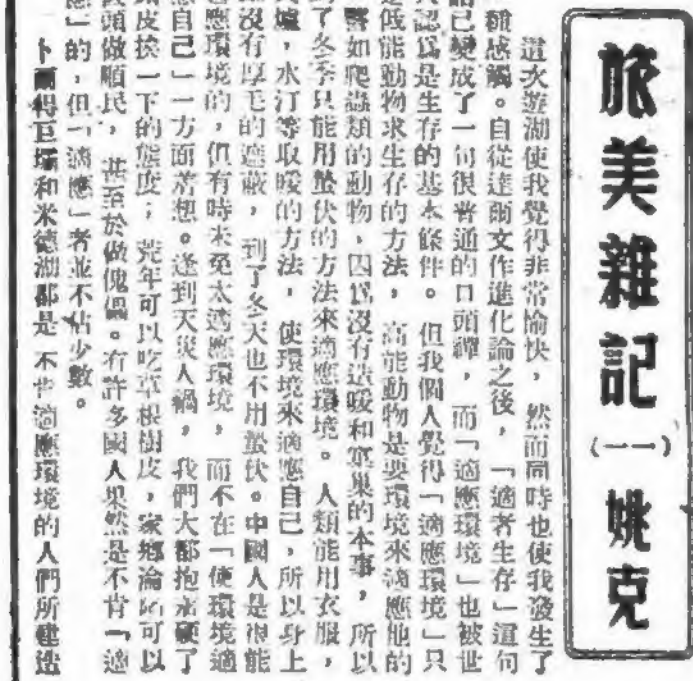 旅美雜記
(一一)
姚克
這次遊湖使我覺得非常愉快，然而同時也使我發生了
種感觸。自從達爾文作進化論之後，「適者生存」這句
話已變成了一句很普通的口頭禪，而「適應環境」也被世
認爲是生存的基本條件。但我個人覺得「適應環境」只
是低能動物求生存的方法，高能動物是要環境來適應他的
譬如爬蟲類的動物，因爲沒有造暖和窠巢的本事，所以
到了冬季只能用蟄伏的方法來適應環境。人類能用衣服，
爐，水汀等取暖的方法，使環境來適應自己，所以身上
沒有厚毛的遮蔽，到了冬天也不用蟄伏。中國人是很能
應環境的，但有時未免太適應環境，而不在「使環境適
應自己」一方面着想。逢到天災人禍，我們大都抱着硬了
頭皮挨一下的態度；荒年可以吃草根樹皮，家鄉淪陷可以
頭做順民，甚至於做傀儡。有許多國人果然是不肯「適
應」的，但「適應」者並不佔少數。
卜爾得巨壩和米德湖都是不肯適應環境的人們所建造